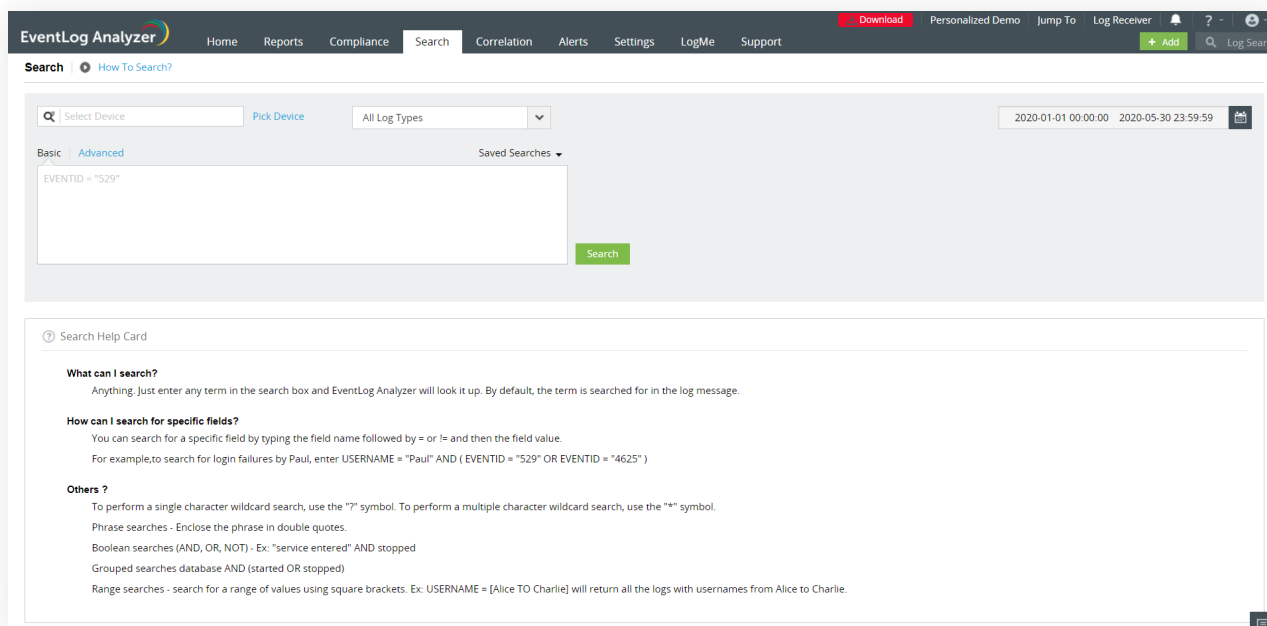 Download Personalized Demo Jump To Log Receiver ?
EventLog Analyzer Home Reports Compliance Search Correlation Alerts Settings LogMe Support + Add Log Sear
Search How To Search?
Select Device Pick Device All Log Types 2020-01-01 00:00:00 2020-05-30 23:59:59
Basic Advanced Saved Searches
EVENTID = "529"
Search
? Search Help Card
What can I search?
Anything. Just enter any term in the search box and EventLog Analyzer will look it up. By default, the term is searched for in the log message.
How can I search for specific fields?
You can search for a specific field by typing the field name followed by = or != and then the field value.
For example,to search for login failures by Paul, enter USERNAME = "Paul" AND ( EVENTID = "529" OR EVENTID = "4625" )
Others ?
To perform a single character wildcard search, use the "?" symbol. To perform a multiple character wildcard search, use the "*" symbol.
Phrase searches - Enclose the phrase in double quotes.
Boolean searches (AND, OR, NOT) - Ex: "service entered" AND stopped
Grouped searches database AND (started OR stopped)
Range searches - search for a range of values using square brackets. Ex: USERNAME = [Alice TO Charlie] will return all the logs with usernames from Alice to Charlie.